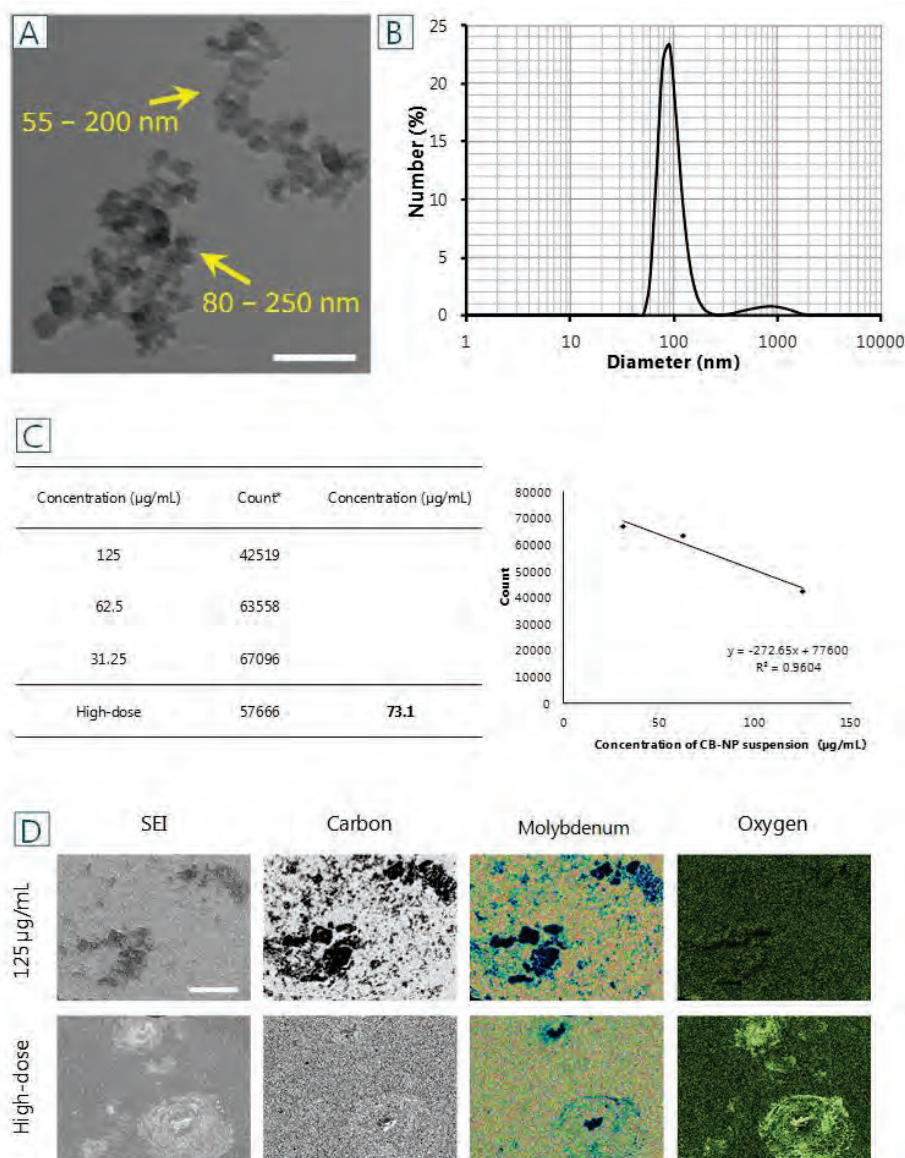 A
55 – 200 nm
80 – 250 nm
B
25
20
15
10
5
0
Number (%)
1
10
100
1000
10000
Diameter (nm)
C
Concentration (μg/mL) Count* Concentration (μg/mL)
125 42519
62.5 63558
31.25 67096
High-dose 57666 73.1
80000
70000
60000
50000
40000
30000
20000
10000
0
Count
y = -272.65x + 77600
R² = 0.9604
0 50 100 150
Concentration of CB-NP suspension (μg/mL)
D
SEI Carbon Molybdenum Oxygen
125 μg/mL
High-dose